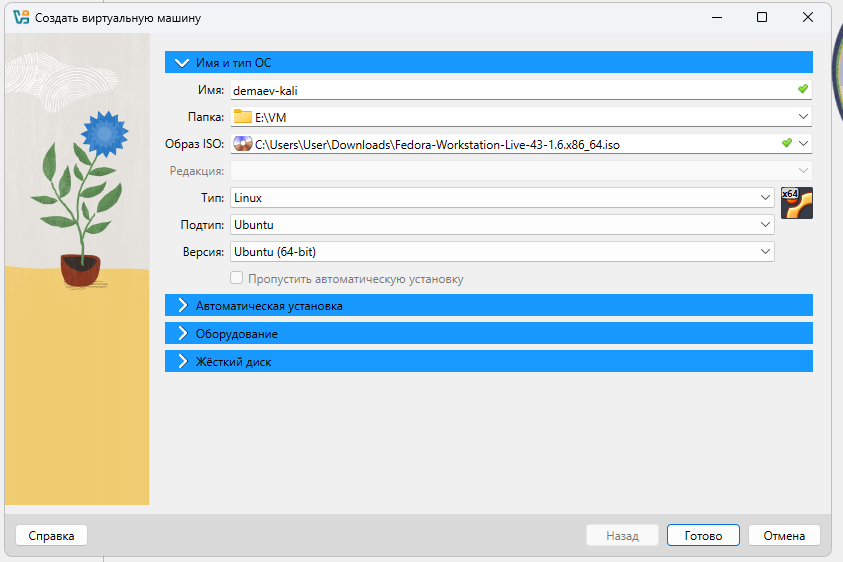 Создать виртуальную машину
Имя и тип ОС
Имя: demaev-kali
Папка: E:\VM
Образ ISO: C:\Users\User\Downloads\Fedora-Workstation-Live-43-1.6.x86_64.iso
Редакция:
Тип: Linux
x64
Подтип: Ubuntu
Версия: Ubuntu (64-bit)
Пропустить автоматическую установку
Автоматическая установка
Оборудование
Жёсткий диск
Справка Назад Готово Отмена